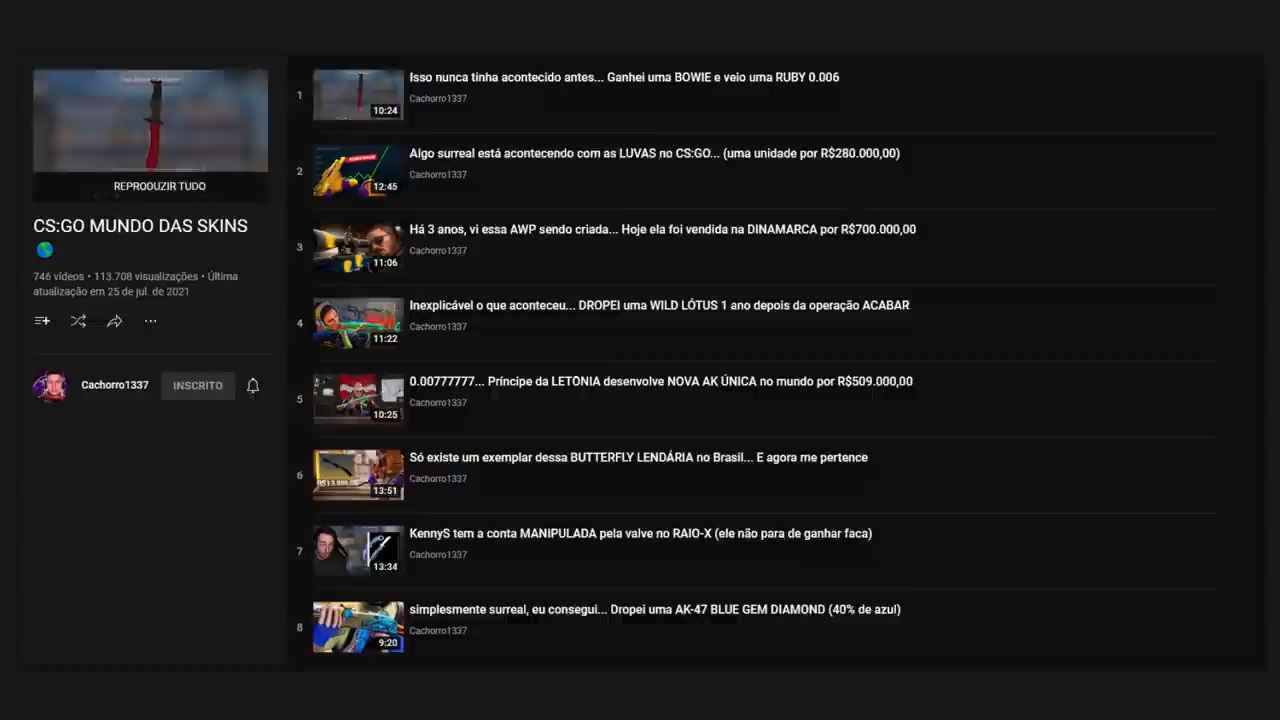 REPRODUZIR TUDO
CS:GO MUNDO DAS SKINS
746 vídeos • 113.708 visualizações • Última
atualização em 25 de jul. de 2021
Cachorro1337
INSCRITO
1
10:24
Isso nunca tinha acontecido antes... Ganhei uma BOWIE e veio uma RUBY 0.006
Cachorro1337
2
12:45
Algo surreal está acontecendo com as LUVAS no CS:GO... (uma unidade por R$280.000,00)
Cachorro1337
3
11:06
Há 3 anos, vi essa AWP sendo criada... Hoje ela foi vendida na DINAMARCA por R$700.000,00
Cachorro1337
4
11:22
Inexplicável o que aconteceu... DROPEI uma WILD LÓTUS 1 ano depois da operação ACABAR
Cachorro1337
5
10:25
0.00777777... Príncipe da LETÔNIA desenvolve NOVA AK ÚNICA no mundo por R$509.000,00
Cachorro1337
6
13:51
Só existe um exemplar dessa BUTTERFLY LENDÁRIA no Brasil... E agora me pertence
Cachorro1337
7
13:34
KennyS tem a conta MANIPULADA pela valve no RAIO-X (ele não para de ganhar faca)
Cachorro1337
8
9:20
simplesmente surreal, eu consegui... Dropei uma AK-47 BLUE GEM DIAMOND (40% de azul)
Cachorro1337